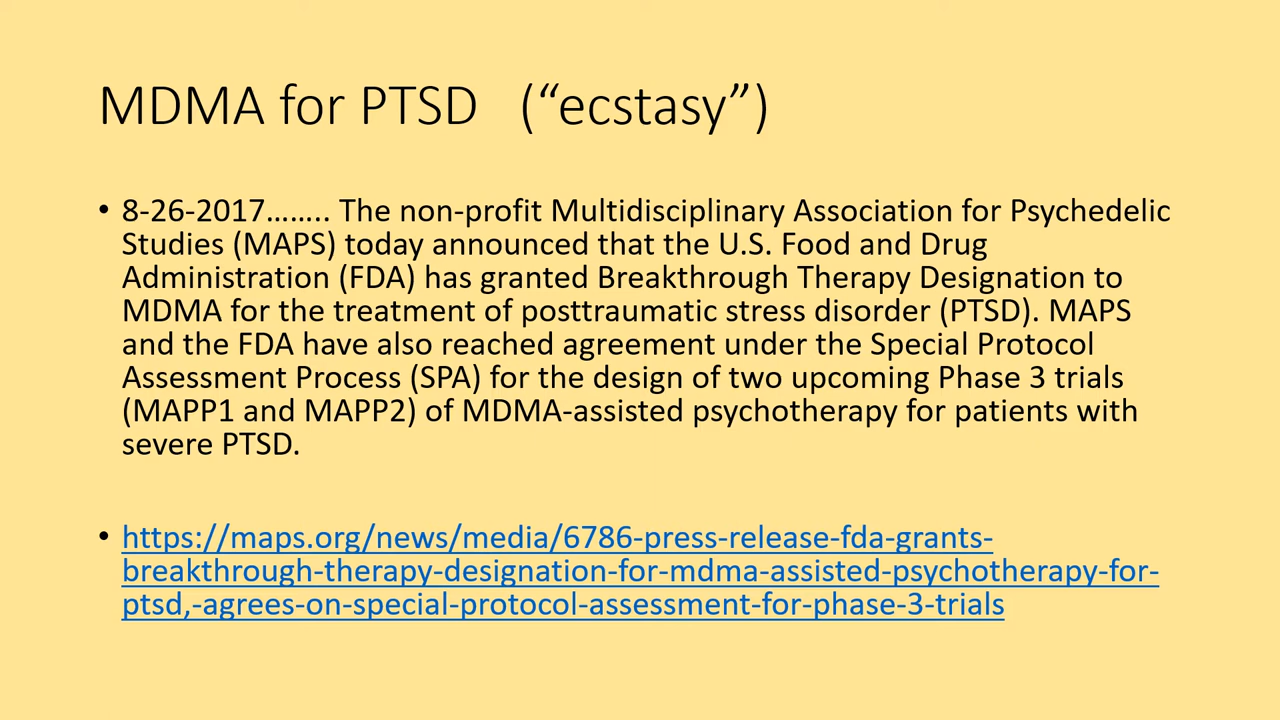 MDMA for PTSD (“ecstasy”)
• 8-26-2017…….. The non-profit Multidisciplinary Association for Psychedelic
Studies (MAPS) today announced that the U.S. Food and Drug
Administration (FDA) has granted Breakthrough Therapy Designation to
MDMA for the treatment of posttraumatic stress disorder (PTSD). MAPS
and the FDA have also reached agreement under the Special Protocol
Assessment Process (SPA) for the design of two upcoming Phase 3 trials
(MAPP1 and MAPP2) of MDMA-assisted psychotherapy for patients with
severe PTSD.
• https://maps.org/news/media/6786-press-release-fda-grants-
breakthrough-therapy-designation-for-mdma-assisted-psychotherapy-for-
ptsd,-agrees-on-special-protocol-assessment-for-phase-3-trials